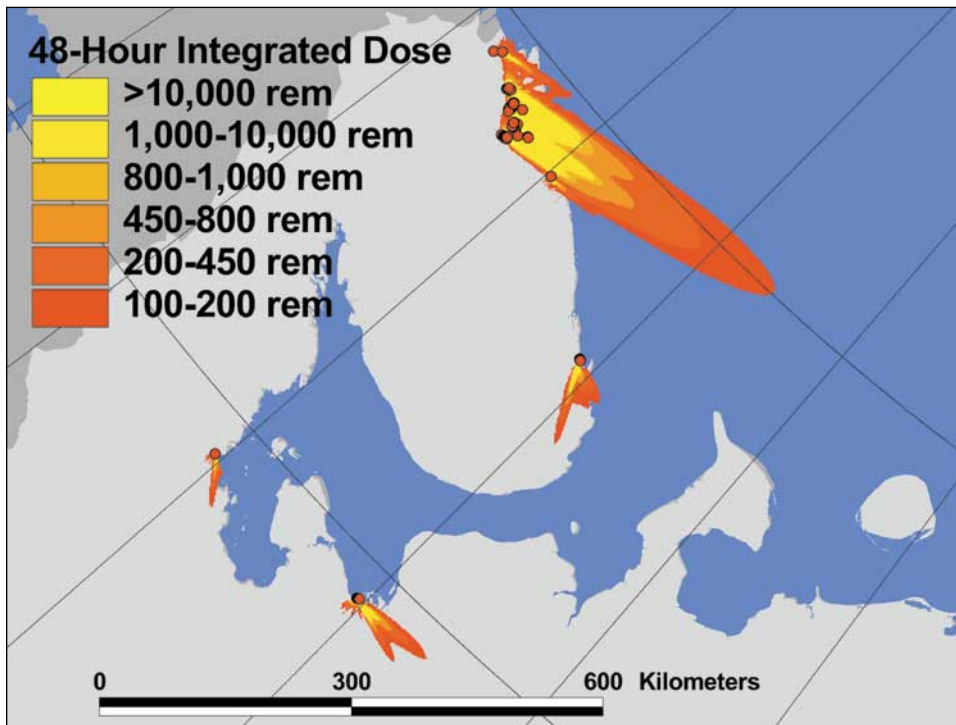 48-Hour Integrated Dose
>10,000 rem
1,000-10,000 rem
800-1,000 rem
450-800 rem
200-450 rem
100-200 rem
0 300 600 Kilometers